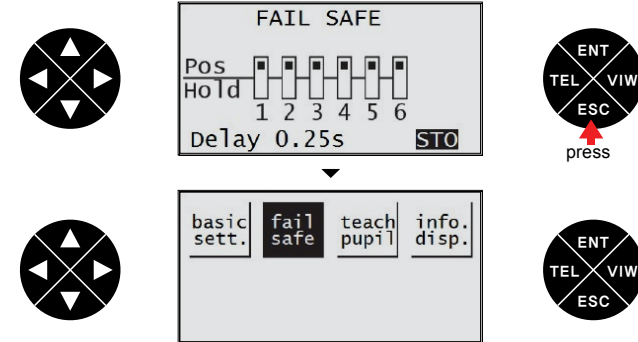 FAIL SAFE
Pos
Hold
1 2 3 4 5 6
Delay 0.25s STO
ENT
TEL VIW
ESC
press
basic fail teach info.
sett. safe pupil disp.
ENT
TEL VIW
ESC